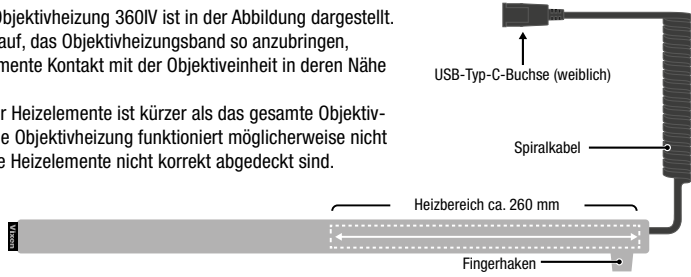 Objektivheizung 360IV ist in der Abbildung dargestellt.
auf, das Objektivheizungsband so anzubringen,
mente Kontakt mit der Objektiveinheit in deren Nähe
r Heizelemente ist kürzer als das gesamte Objektiv-
e Objektivheizung funktioniert möglicherweise nicht
e Heizelemente nicht korrekt abgedeckt sind.
USB-Typ-C-Buchse (weiblich)
Spiralkabel
Heizbereich ca. 260 mm
Vixen
Fingerhaken